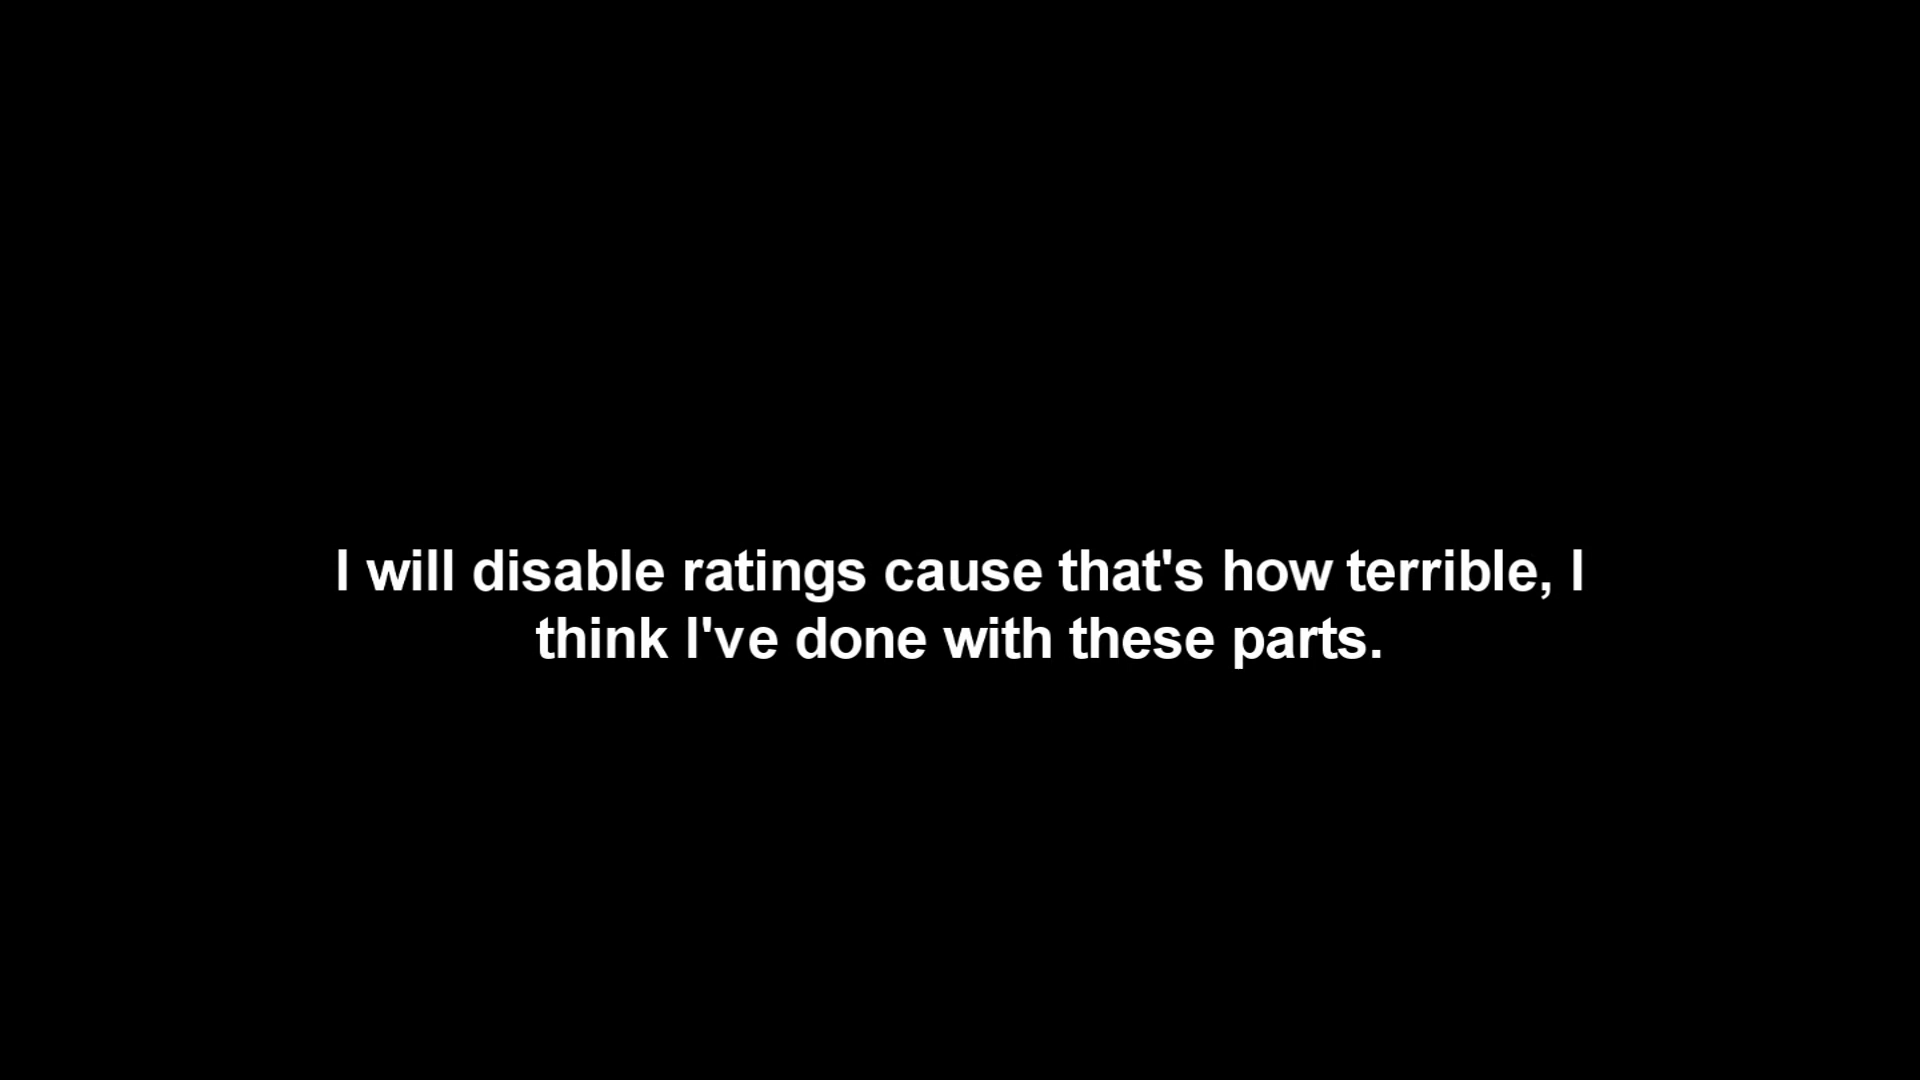 I will disable ratings cause that's how terrible, I
think I've done with these parts.